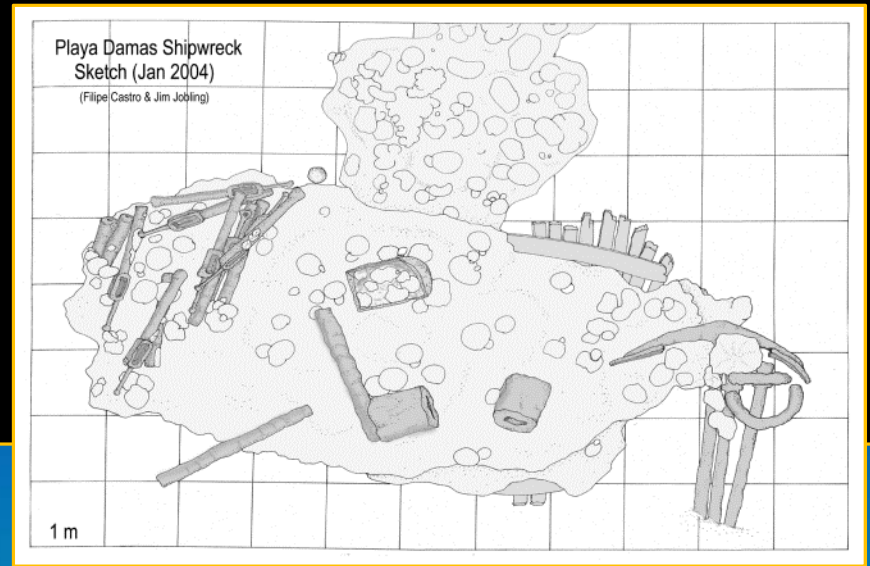 Playa Damas Shipwreck
Sketch (Jan 2004)
(Filipe Castro & Jim Jobling)
1 m